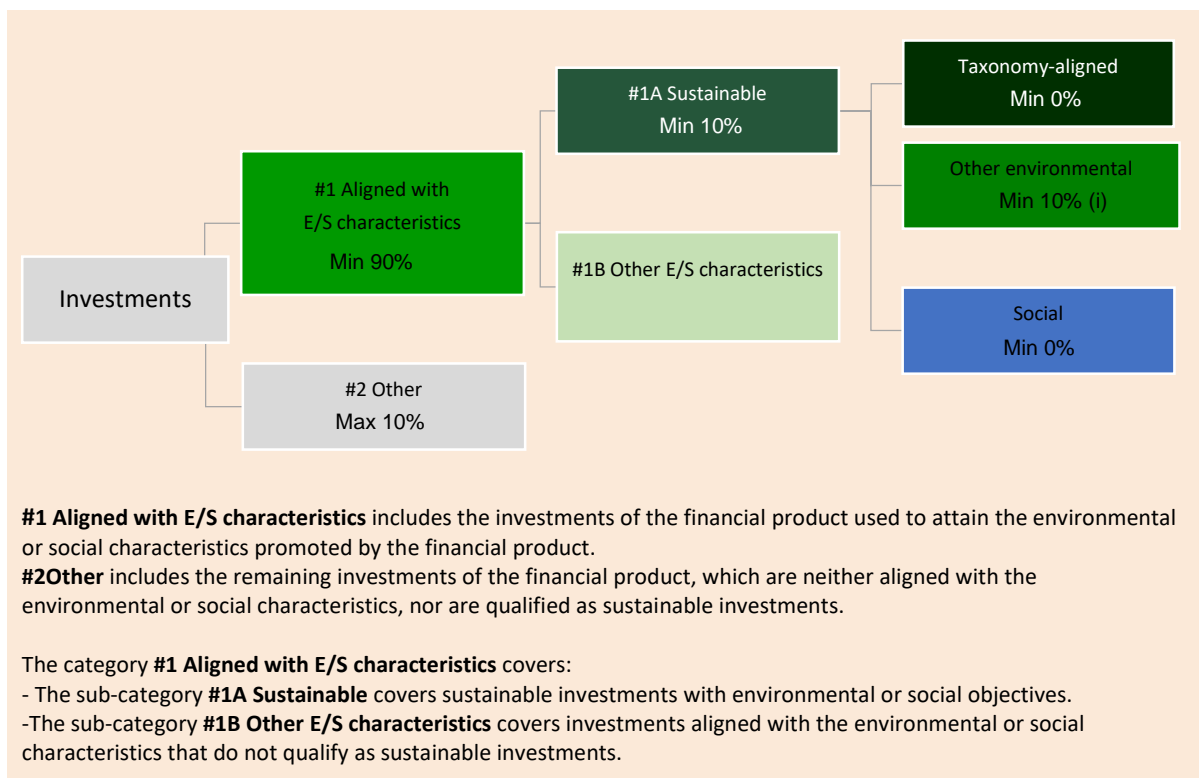 Investments
#1 Aligned with
E/S characteristics
Min 90%
#2 Other
Max 10%
#1A Sustainable
Min 10%
#1B Other E/S characteristics
Taxonomy-aligned
Min 0%
Other environmental
Min 10% (i)
Social
Min 0%
#1 Aligned with E/S characteristics includes the investments of the financial product used to attain the environmental
or social characteristics promoted by the financial product.
#2Other includes the remaining investments of the financial product, which are neither aligned with the
environmental or social characteristics, nor are qualified as sustainable investments.
The category #1 Aligned with E/S characteristics covers:
- The sub-category #1A Sustainable covers sustainable investments with environmental or social objectives.
-The sub-category #1B Other E/S characteristics covers investments aligned with the environmental or social
characteristics that do not qualify as sustainable investments.